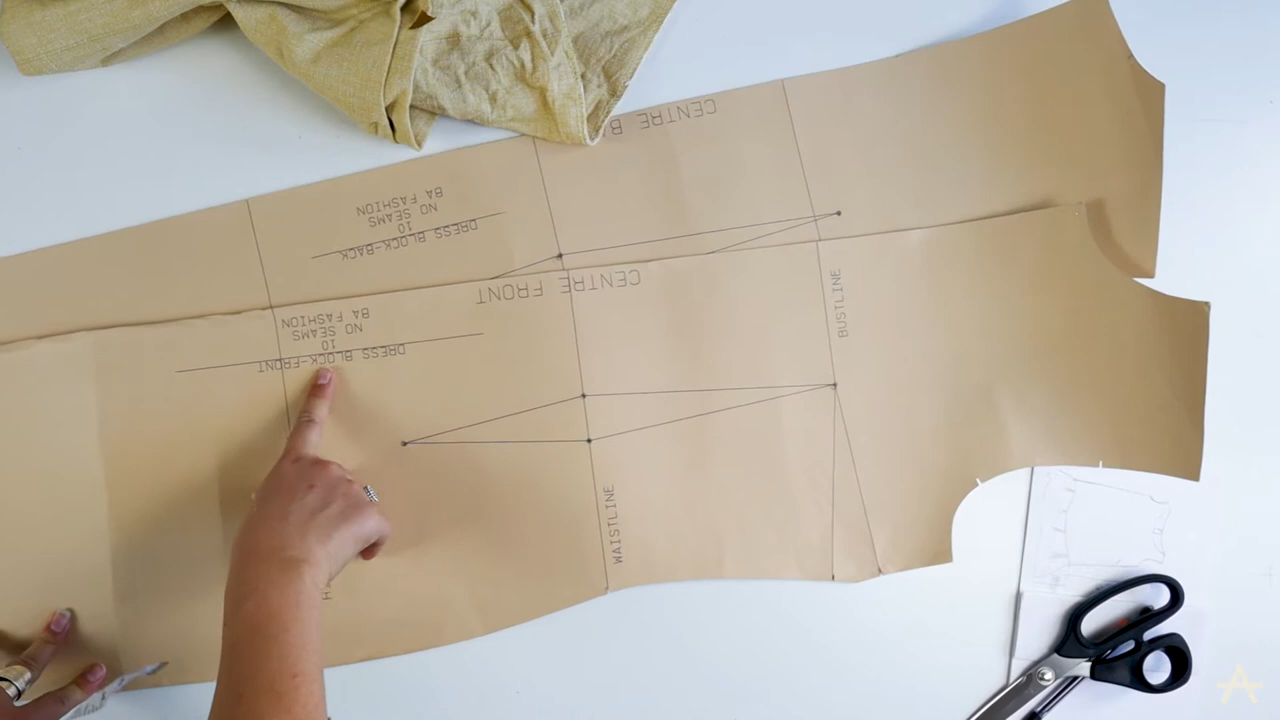 CENTRE BA
DRESS BLOCK-BACK
10
NO SEAMS
BA FASHION
CENTRE FRONT
DRESS BLOCK-FRONT
10
NO SEAMS
BA FASHION
BUSTLINE
WAISTLINE
H